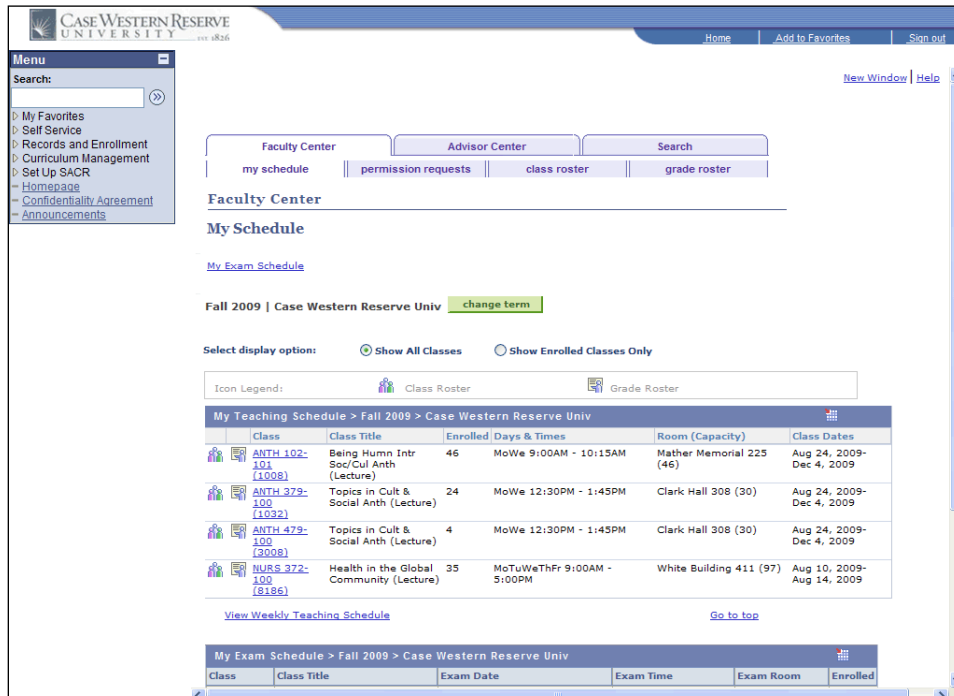 CASE WESTERN RESERVE
UNIVERSITY EST 1826
Home Add to Favorites Sign out
Menu
Search:
My Favorites
Self Service
Records and Enrollment
Curriculum Management
Set Up SACR
Homepage
Confidentiality Agreement
Announcements
New Window Help
Faculty Center Advisor Center Search
my schedule permission requests class roster grade roster
Faculty Center
My Schedule
My Exam Schedule
Fall 2009 | Case Western Reserve Univ change term
Select display option: Show All Classes Show Enrolled Classes Only
Icon Legend: Class Roster Grade Roster
My Teaching Schedule > Fall 2009 > Case Western Reserve Univ
Class Class Title Enrolled Days & Times Room (Capacity) Class Dates
ANTH 102- Being Humn Intr 46 MoWe 9:00AM - 10:15AM Mather Memorial 225 Aug 24, 2009-
101 Soc/Cul Anth (46) Dec 4, 2009
(1008) (Lecture)
ANTH 379- Topics in Cult & 24 MoWe 12:30PM - 1:45PM Clark Hall 308 (30) Aug 24, 2009-
100 Social Anth (Lecture) Dec 4, 2009
(1032)
ANTH 479- Topics in Cult & 4 MoWe 12:30PM - 1:45PM Clark Hall 308 (30) Aug 24, 2009-
100 Social Anth (Lecture) Dec 4, 2009
(3008)
NURS 372- Health in the Global 35 MoTuWeThFr 9:00AM - White Building 411 (97) Aug 10, 2009-
100 Community (Lecture) 5:00PM Aug 14, 2009
(8186)
View Weekly Teaching Schedule Go to top
My Exam Schedule > Fall 2009 > Case Western Reserve Univ
Class Class Title Exam Date Exam Time Exam Room Enrolled